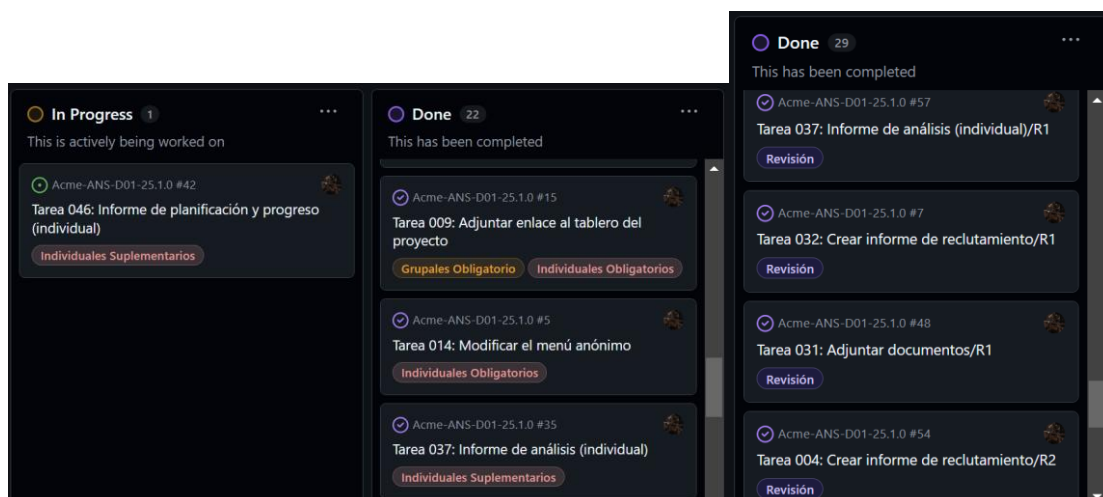 In Progress 1 ...
This is actively being worked on
Acme-ANS-D01-25.1.0 #42
Tarea 046: Informe de planificación y progreso
(individual)
Individuales Suplementarios
Done 22 ...
This has been completed
Acme-ANS-D01-25.1.0 #15
Tarea 009: Adjuntar enlace al tablero del
proyecto
Grupales Obligatorio Individuales Obligatorios
Acme-ANS-D01-25.1.0 #5
Tarea 014: Modificar el menú anónimo
Individuales Obligatorios
Acme-ANS-D01-25.1.0 #35
Tarea 037: Informe de análisis (individual)
Individuales Suplementarios
Done 29 ...
This has been completed
Acme-ANS-D01-25.1.0 #57
Tarea 037: Informe de análisis (individual)/R1
Revisión
Acme-ANS-D01-25.1.0 #7
Tarea 032: Crear informe de reclutamiento/R1
Revisión
Acme-ANS-D01-25.1.0 #48
Tarea 031: Adjuntar documentos/R1
Revisión
Acme-ANS-D01-25.1.0 #54
Tarea 004: Crear informe de reclutamiento/R2
Revisión